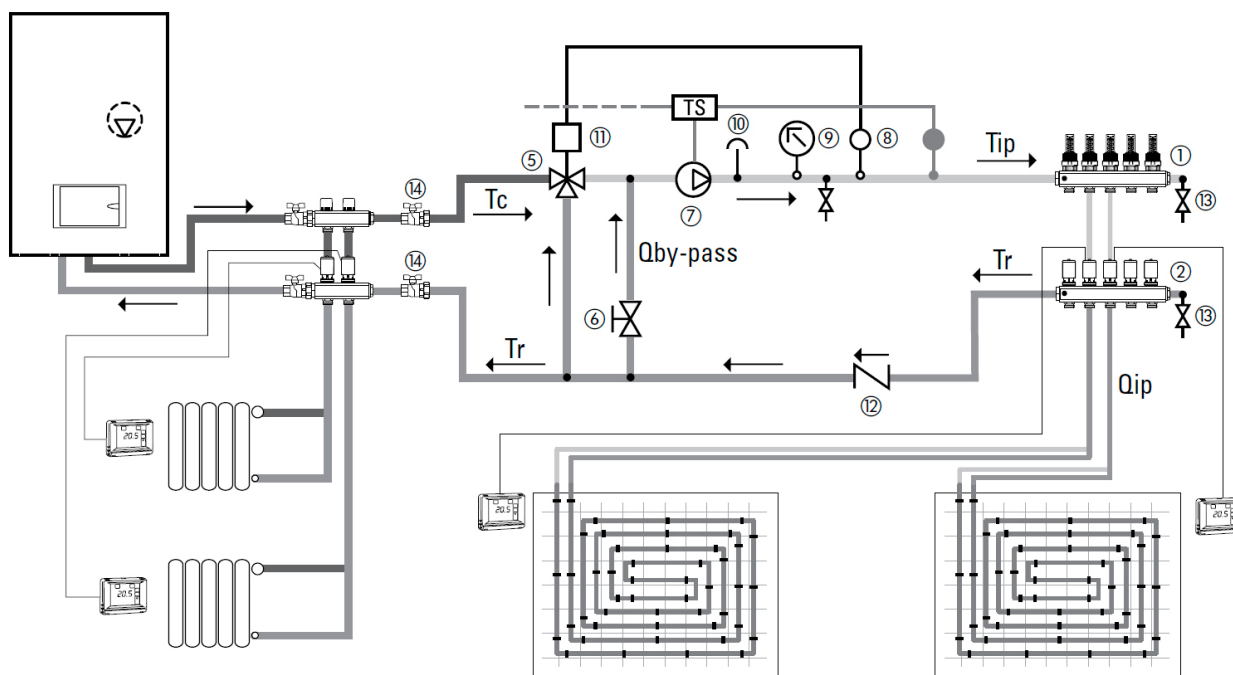 TS
⑩
⑨
⑧
⑪
⑤
Tip
①
⑭
Tc
⑦
⑬
Qby-pass
⑭
Tr
②
⑥
⑬
Tr
⑫
Qip
20.5
20.5
20.5
20.5